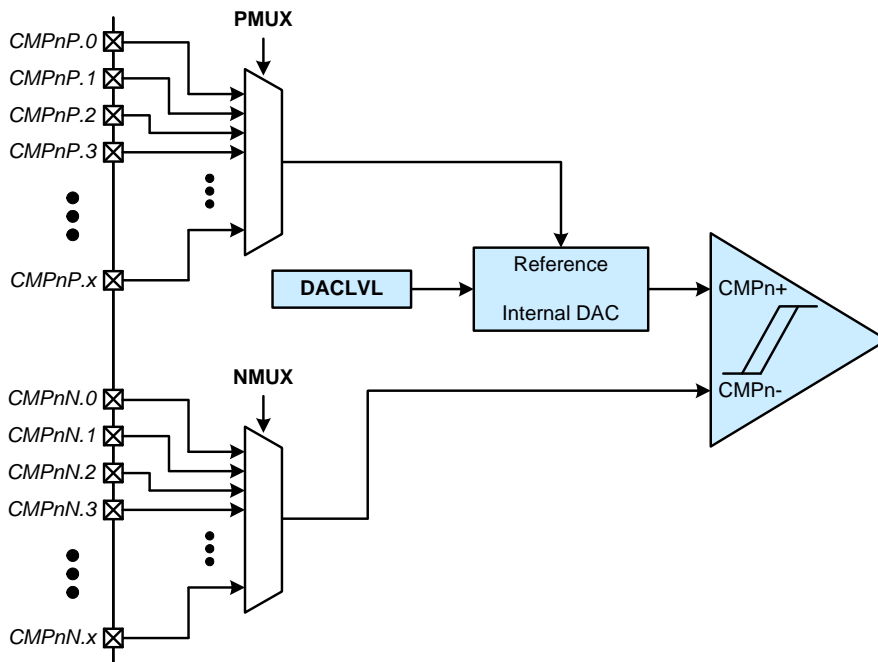 PMUX
CMPnP.0
CMPnP.1
CMPnP.2
CMPnP.3
CMPnP.x
DACLVL
Reference
Internal DAC
CMPn+
CMPn-
NMUX
CMPnN.0
CMPnN.1
CMPnN.2
CMPnN.3
CMPnN.x